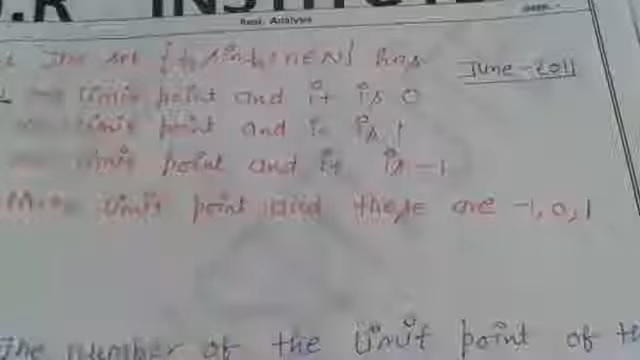 INSTITUTE
Real Analysis
The set {1/n sin 1/n : n ∈ N} has
June-2011
limit point and it is 0
limit point and it is 1
limit point and it is -1
limit point and these are -1, 0, 1
The number of the limit point of